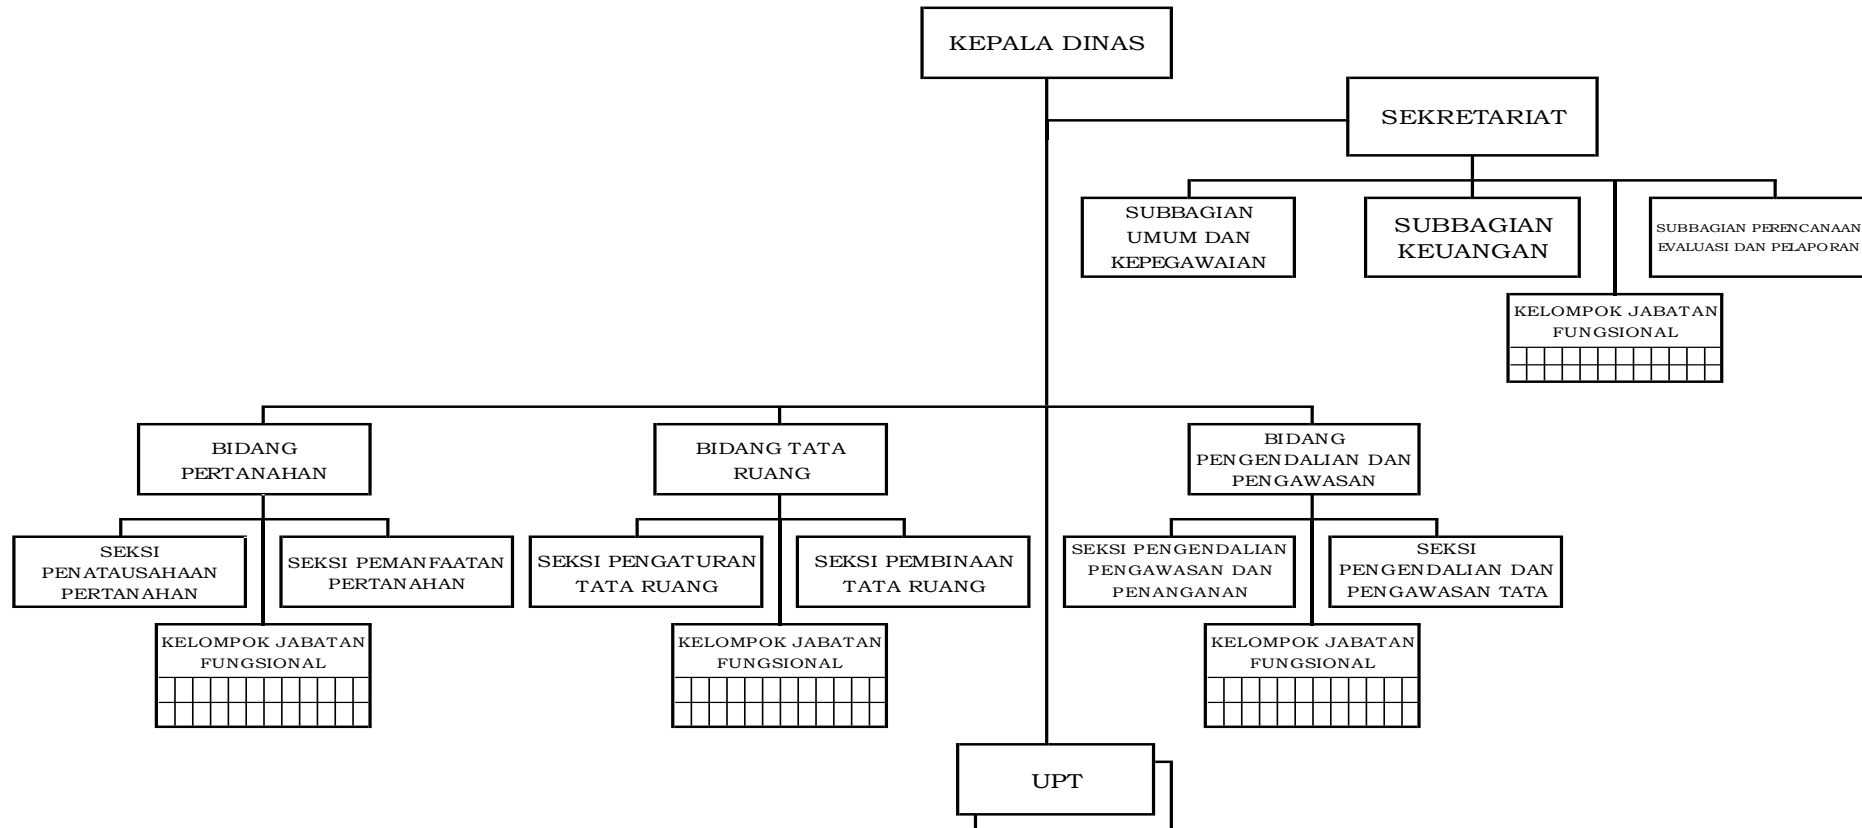 KEPALA DINAS
SEKRETARIAT
SUBBAGIAN
UMUM DAN
KEPEGAWAIAN
SUBBAGIAN
KEUANGAN
SUBBAGIAN PERENCANAAN
EVALUASI DAN PELAPORAN
KELOMPOK JABATAN
FUNGSIONAL
BIDANG
PERTANAHAN
BIDANG TATA
RUANG
BIDANG
PENGENDALIAN DAN
PENGAWASAN
SEKSI
PENATAUSAHAAN
PERTANAHAN
SEKSI PEMANFAATAN
PERTANAHAN
SEKSI PENGATURAN
TATA RUANG
SEKSI PEMBINAAN
TATA RUANG
SEKSI PENGENDALIAN
PENGAWASAN DAN
PENANGANAN
SEKSI
PENGENDALIAN DAN
PENGAWASAN TATA
KELOMPOK JABATAN
FUNGSIONAL
KELOMPOK JABATAN
FUNGSIONAL
KELOMPOK JABATAN
FUNGSIONAL
UPT